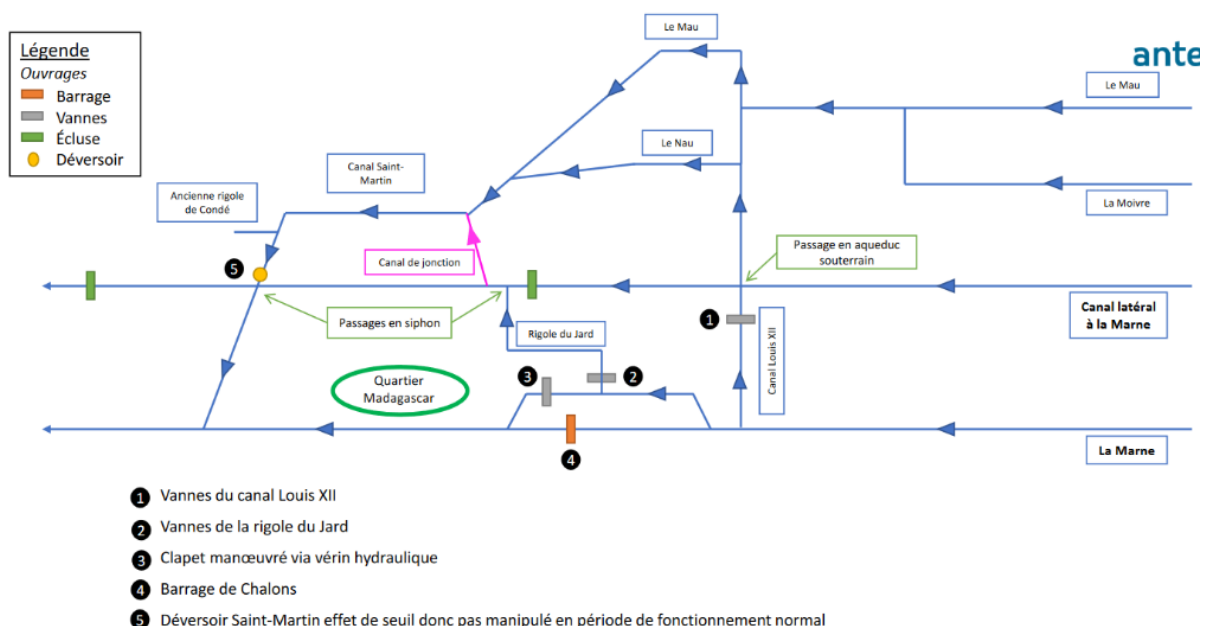 Le Mau
ante
Légende
Ouvrages
Barrage
Vannes
Écluse
Déversoir
Le Mau
Le Nau
Canal Saint-
Martin
Ancienne rigole
de Condé
La Moivre
Passage en aqueduc
souterrain
Canal de jonction
5
Canal latéral
à la Marne
Passages en siphon
1
Rigole du Jard
Canal Louis XII
Quartier
Madagascar
3
2
La Marne
4
1 Vannes du canal Louis XII
2 Vannes de la rigole du Jard
3 Clapet manœuvré via vérin hydraulique
4 Barrage de Chalons
5 Déversoir Saint-Martin effet de seuil donc pas manipulé en période de fonctionnement normal